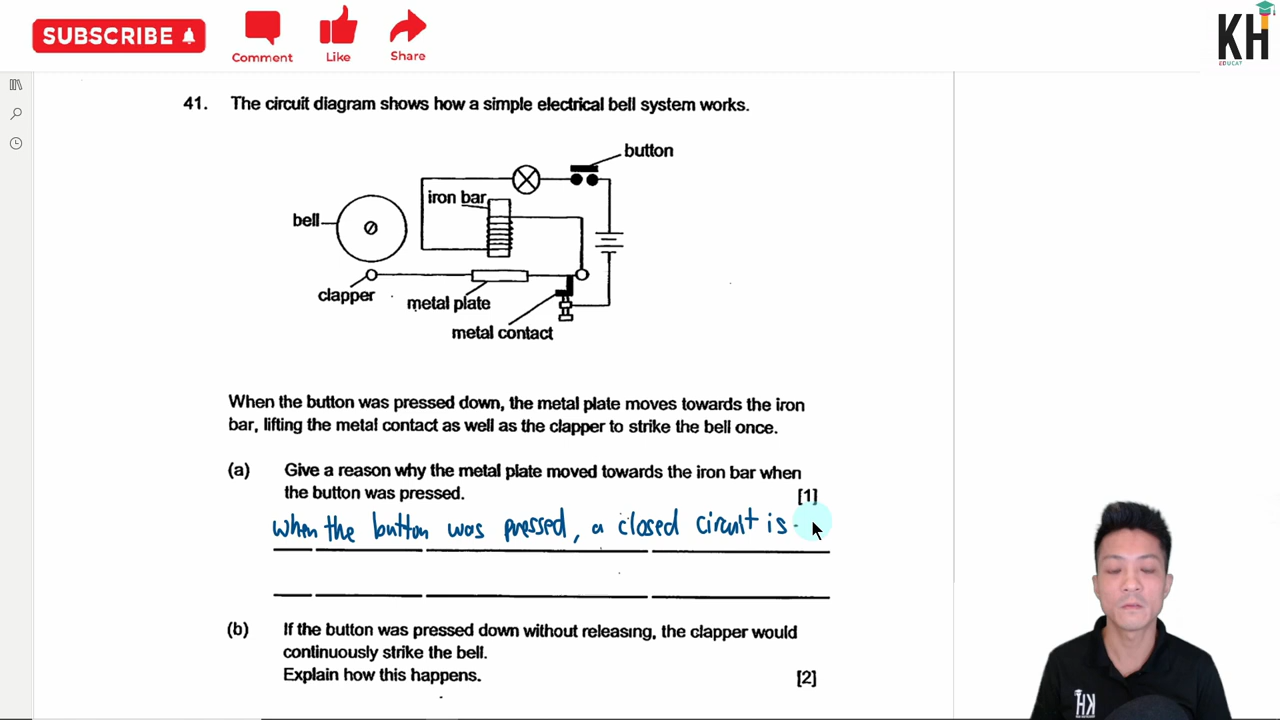 SUBSCRIBE
Comment
Like
Share
KH
EDUCAT
41. The circuit diagram shows how a simple electrical bell system works.
button
iron bar
bell
clapper
metal plate
metal contact
When the button was pressed down, the metal plate moves towards the iron
bar, lifting the metal contact as well as the clapper to strike the bell once.
(a) Give a reason why the metal plate moved towards the iron bar when
the button was pressed. [1]
When the button was pressed, a closed circuit is
(b) If the button was pressed down without releasing, the clapper would
continuously strike the bell.
Explain how this happens. [2]
KH